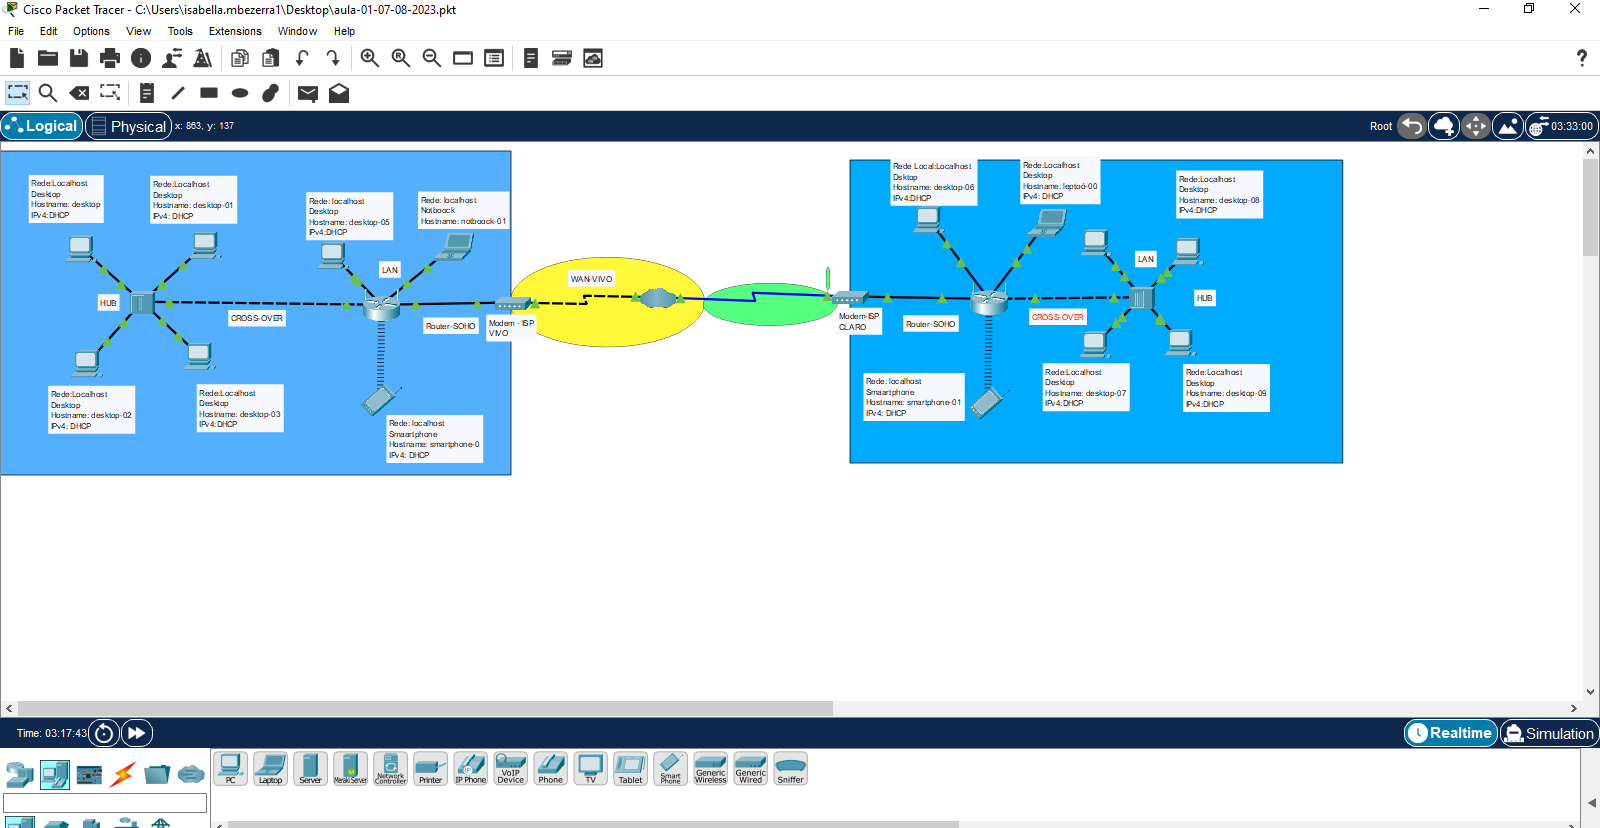 Cisco Packet Tracer - C:\Users\isabella.mbezerra1\Desktop\aula-01-07-08-2023.pkt
File Edit Options View Tools Extensions Window Help
Logical Physical x: 863, y: 137 Root 03:33:00
Rede:Localhost
Desktop
Hostname: desktop
IPv4: DHCP
Rede:Localhost
Desktop
Hostname: desktop-01
IPv4: DHCP
Rede: localhost
Desktop
Hostname: desktop-05
IPv4:DHCP
Rede: localhost
Notboock
Hostname: notboock-01
LAN
HUB
CROSS-OVER
Router-SOHO
Modem - ISP
VIVO
WAN-VIVO
Rede:Localhost
Desktop
Hostname: desktop-02
IPv4: DHCP
Rede:Localhost
Desktop
Hostname: desktop-03
IPv4: DHCP
Rede: localhost
Smaartphone
Hostname: smartphone-0
IPv4: DHCP
Rede Local:Localhost
Dsktop
Hostname: desktop-06
IPv4:DHCP
Rede:Localhost
Desktop
Hostname: leptoó-00
IPv4:DHCP
Rede:Localhost
Desktop
Hostname: desktop-08
IPv4:DHCP
LAN
HUB
CROSS-OVER
Modem-ISP
CLARO
Router-SOHO
Rede: localhost
Smaartphone
Hostname: smartphone-01
IPv4: DHCP
Rede:Localhost
Desktop
Hostname: desktop-07
IPv4: DHCP
Rede:Localhost
Desktop
Hostname: desktop-09
IPv4:DHCP
Time: 03:17:43 Realtime Simulation
PC Laptop Server Meraki Server Network Controller Printer IP Phone VoIP Device Phone TV Tablet Smart Phone Generic Wireless Generic Wired Sniffer